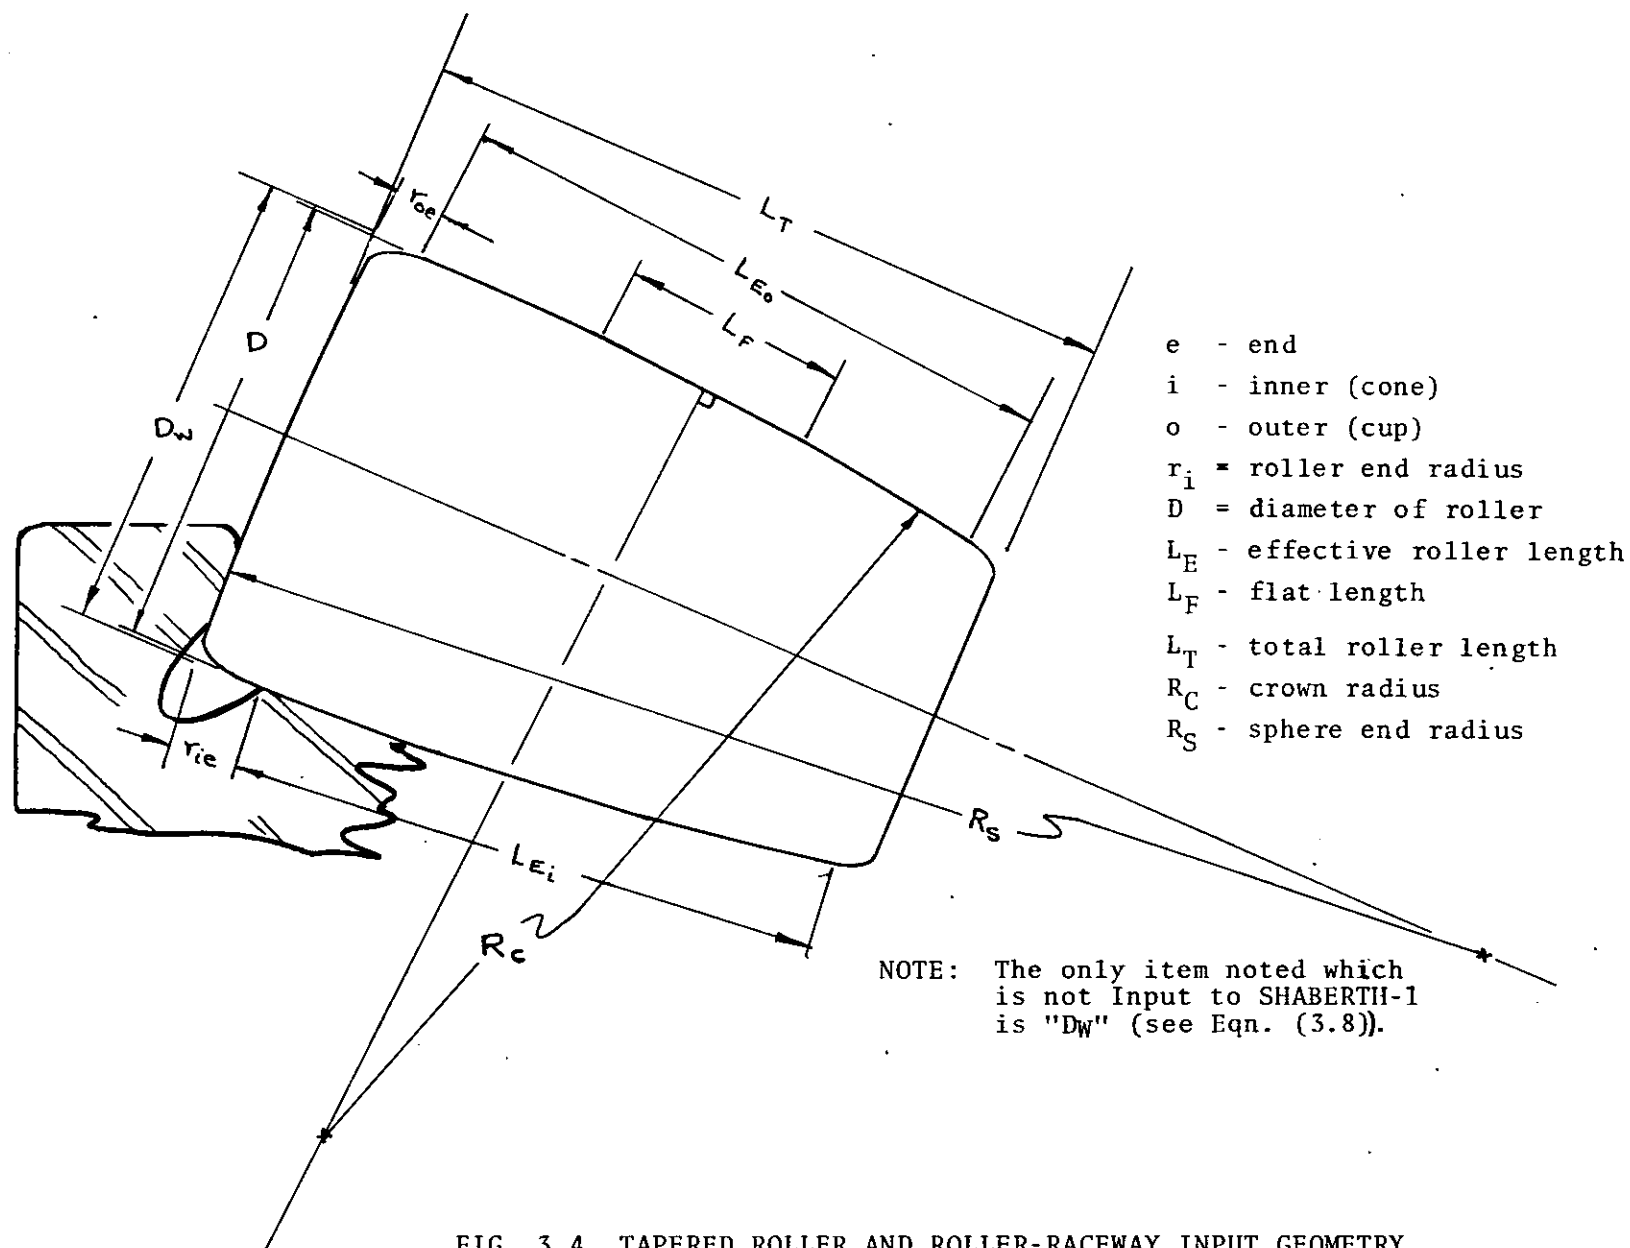 L_T
r_oe
L_Eo
L_F
D
D_W
e - end
i - inner (cone)
o - outer (cup)
r_i = roller end radius
D = diameter of roller
L_E - effective roller length
L_F - flat length
L_T - total roller length
R_C - crown radius
R_S - sphere end radius
r_ie
R_S
L_Ei
R_C
NOTE: The only item noted which
is not Input to SHABERTH-1
is "DW" (see Eqn. (3.8)).
FIG. 3.4 TAPERED ROLLER AND ROLLER-RACEWAY INPUT GEOMETRY